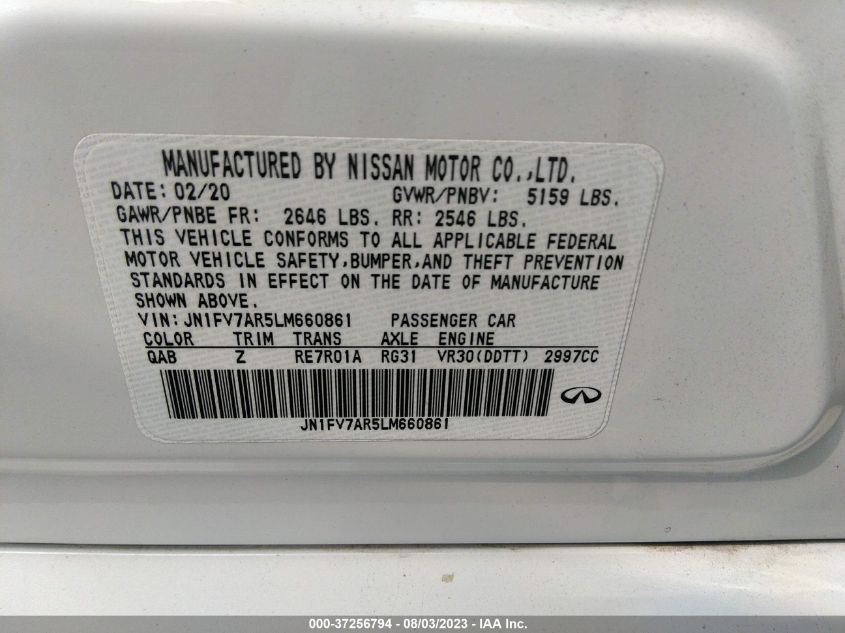 MANUFACTURED BY NISSAN MOTOR CO.,LTD.
DATE: 02/20 GVWR/PNBV: 5159 LBS.
GAWR/PNBE FR: 2646 LBS. RR: 2546 LBS.
THIS VEHICLE CONFORMS TO ALL APPLICABLE FEDERAL
MOTOR VEHICLE SAFETY,BUMPER,AND THEFT PREVENTION
STANDARDS IN EFFECT ON THE DATE OF MANUFACTURE
SHOWN ABOVE.
VIN: JN1FV7AR5LM660861 PASSENGER CAR
COLOR TRIM TRANS AXLE ENGINE
QAB Z RE7R01A RG31 VR30(DDTT) 2997CC
JN1FV7AR5LM660861
000-37256794 - 08/03/2023 - IAA Inc.